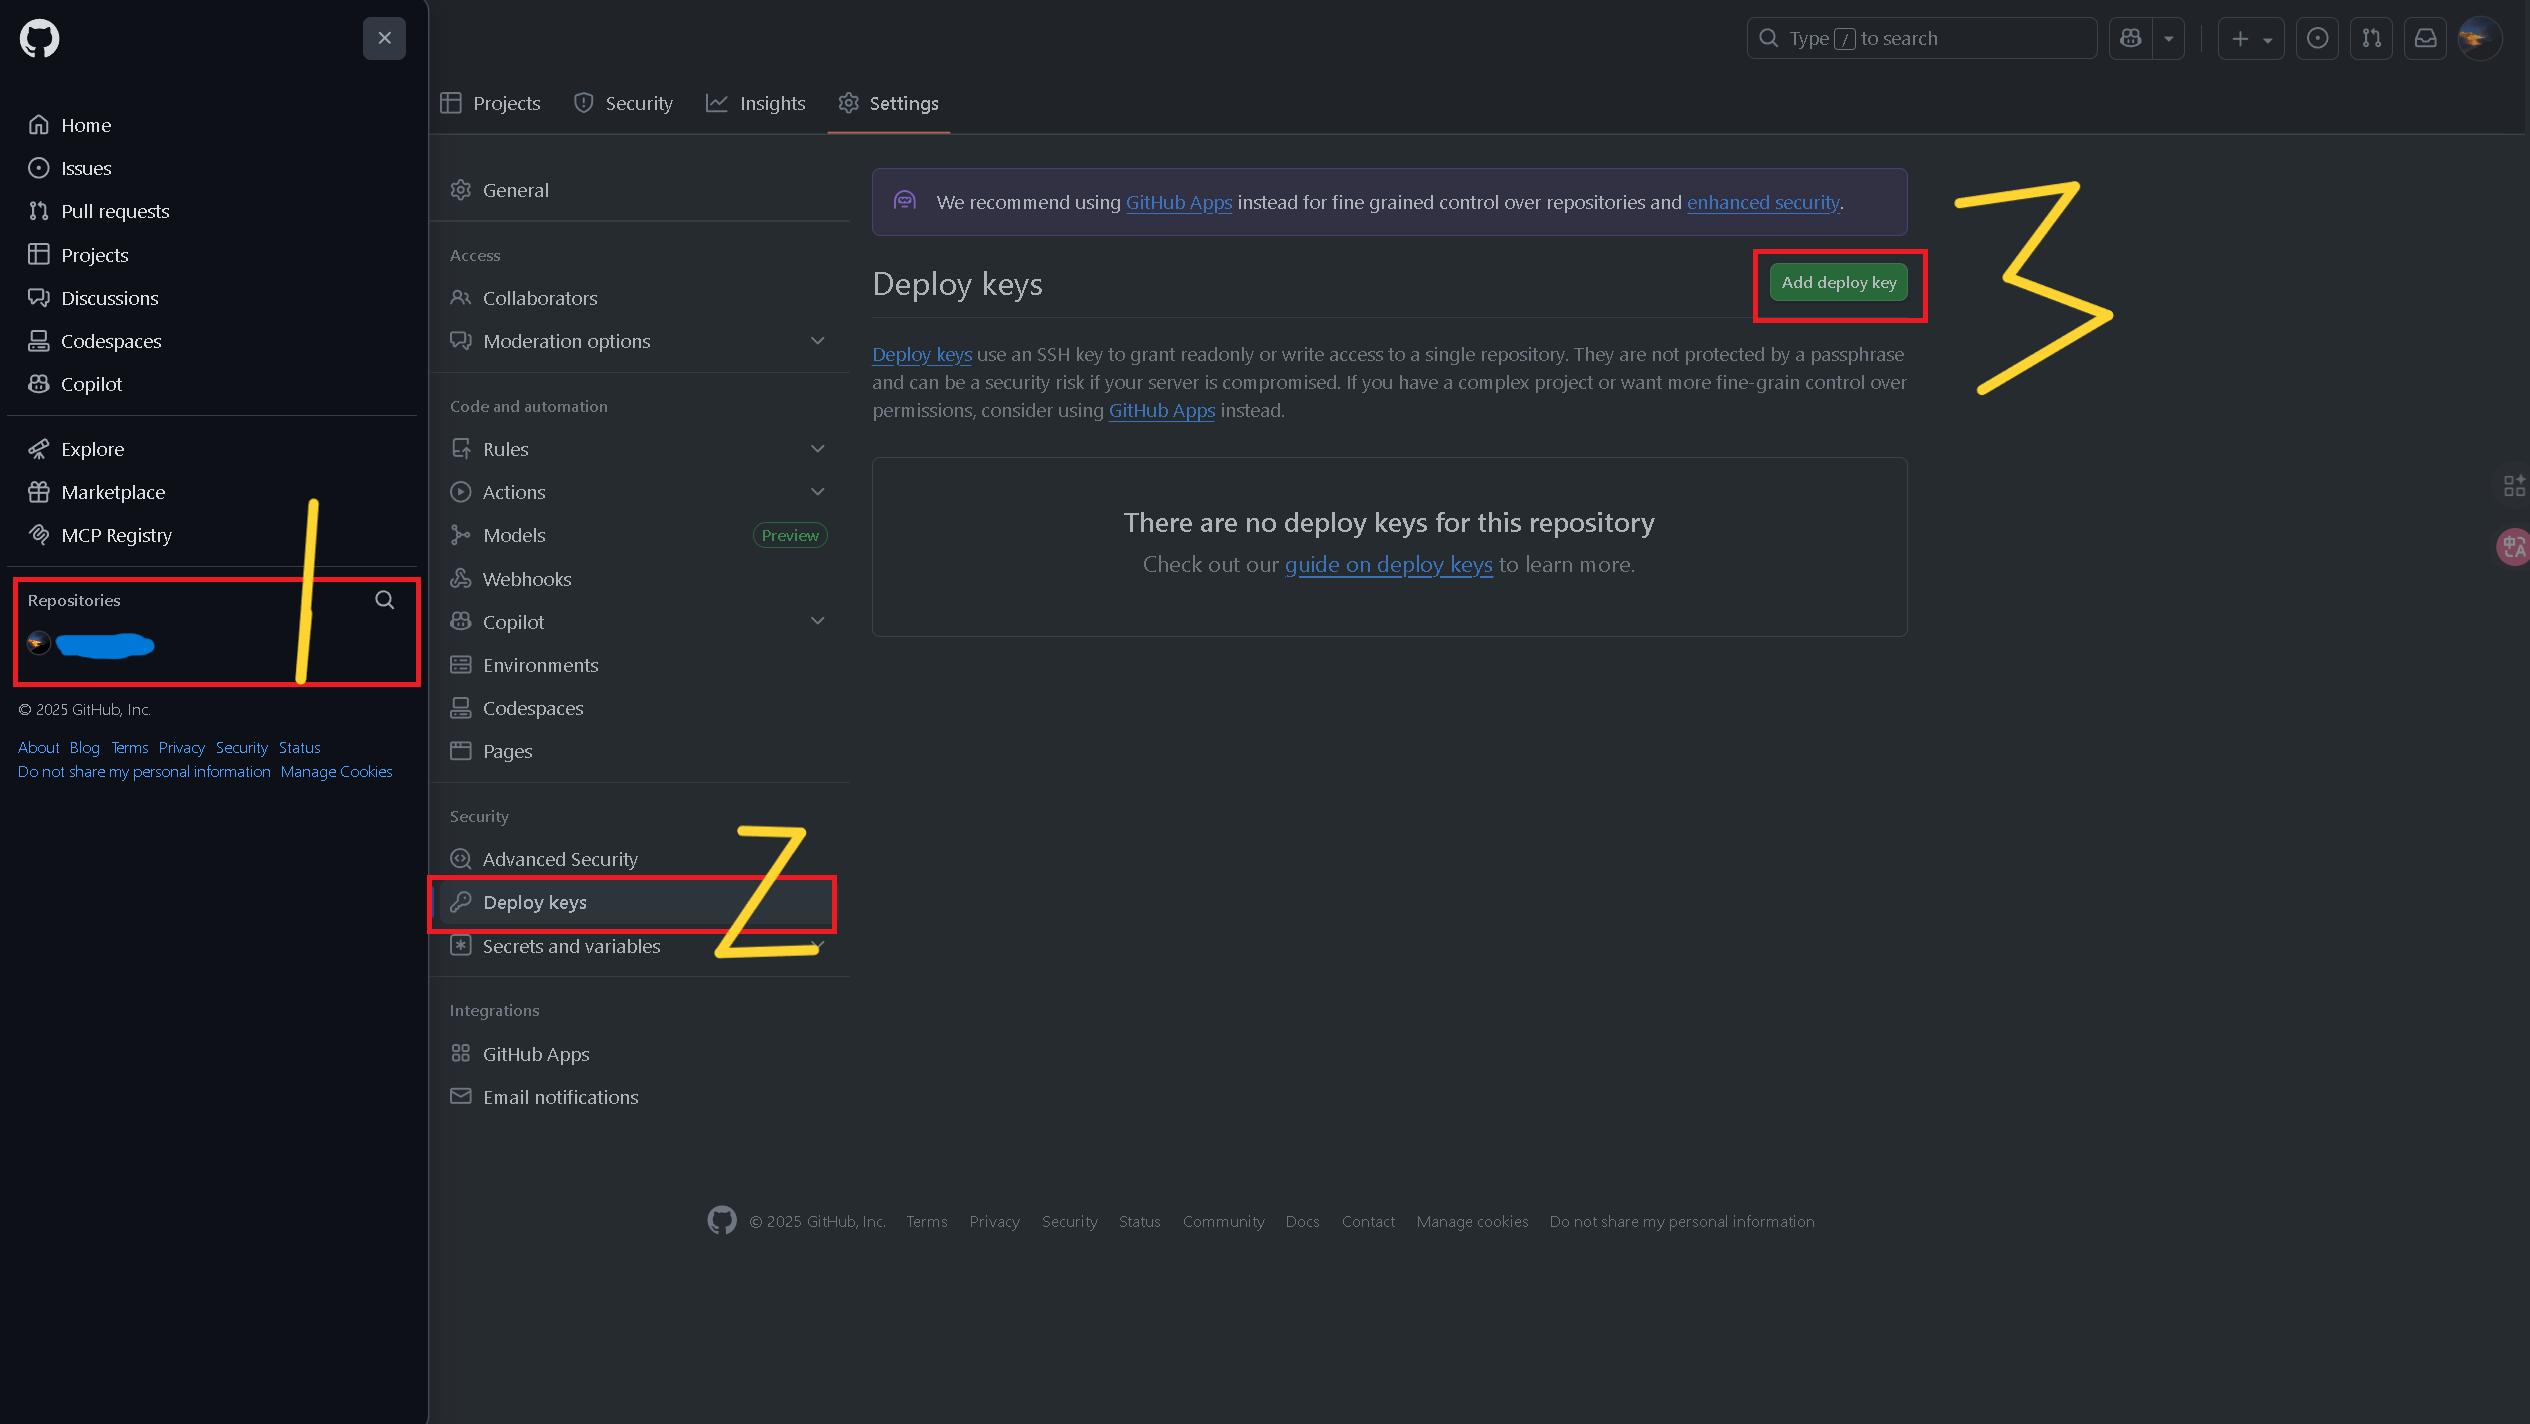 Type / to search
Home
Issues
Pull requests
Projects
Discussions
Codespaces
Copilot
Explore
Marketplace
MCP Registry
Repositories
© 2025 GitHub, Inc.
About Blog Terms Privacy Security Status
Do not share my personal information Manage Cookies
1
Projects Security Insights Settings
General
Access
Collaborators
Moderation options
Code and automation
Rules
Actions
Models Preview
Webhooks
Copilot
Environments
Codespaces
Pages
Security
Advanced Security
Deploy keys
Secrets and variables
2
Integrations
GitHub Apps
Email notifications
We recommend using GitHub Apps instead for fine grained control over repositories and enhanced security.
Deploy keys
Add deploy key
3
Deploy keys use an SSH key to grant readonly or write access to a single repository. They are not protected by a passphrase
and can be a security risk if your server is compromised. If you have a complex project or want more fine-grain control over
permissions, consider using GitHub Apps instead.
There are no deploy keys for this repository
Check out our guide on deploy keys to learn more.
© 2025 GitHub, Inc. Terms Privacy Security Status Community Docs Contact Manage cookies Do not share my personal information